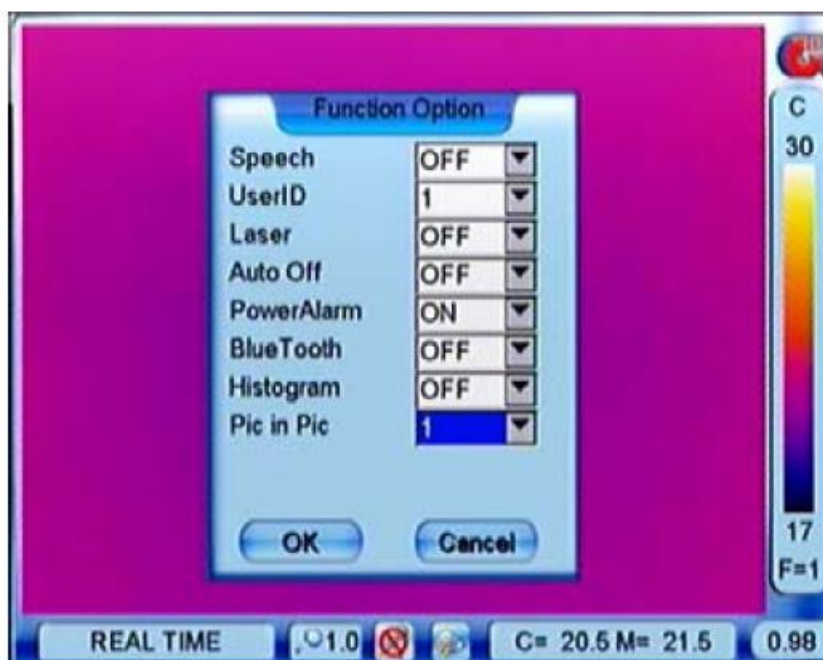 Function Option
Speech OFF
UserID 1
Laser OFF
Auto Off OFF
PowerAlarm ON
BlueTooth OFF
Histogram OFF
Pic in Pic 1
OK Cancel
C
30
17
F=1
REAL TIME 1.0 C= 20.5 M= 21.5 0.98